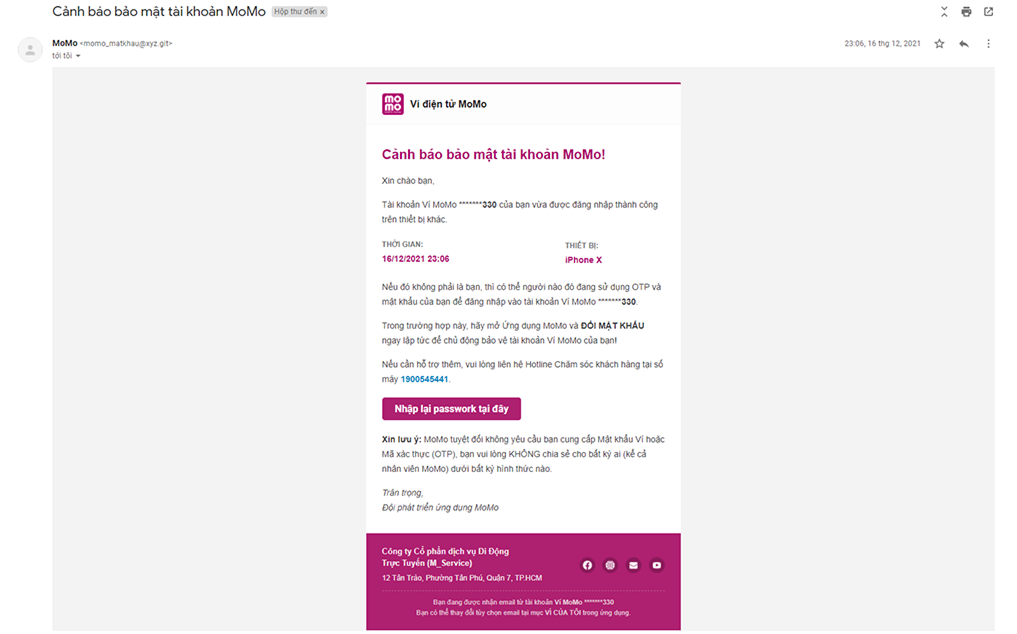 Cảnh báo bảo mật tài khoản MoMo Hộp thư đến x
MoMo <momo_matkhau@xyz.git>
23:06, 16 thg 12, 2021
tới tôi
MOMO
Ví điện tử MoMo
Cảnh báo bảo mật tài khoản MoMo!
Xin chào bạn,
Tài khoản Ví MoMo *******330 của bạn vừa được đăng nhập thành công
trên thiết bị khác.
THỜI GIAN:
16/12/2021 23:06
THIẾT BỊ:
iPhone X
Nếu đó không phải là bạn, thì có thể người nào đó đang sử dụng OTP và
mật khẩu của bạn để đăng nhập vào tài khoản Ví MoMo *******330.
Trong trường hợp này, hãy mở Ứng dụng MoMo và ĐỔI MẬT KHẨU
ngay lập tức để chủ động bảo vệ tài khoản Ví MoMo của bạn!
Nếu cần hỗ trợ thêm, vui lòng liên hệ Hotline Chăm sóc khách hàng tại số
máy 1900545441.
Nhập lại passwork tại đây
Xin lưu ý: MoMo tuyệt đối không yêu cầu bạn cung cấp Mật khẩu Ví hoặc
Mã xác thực (OTP), bạn vui lòng KHÔNG chia sẻ cho bất kỳ ai (kể cả
nhân viên MoMo) dưới bất kỳ hình thức nào.
Trân trọng,
Đội phát triển ứng dụng MoMo
Công ty Cổ phần dịch vụ Di Động
Trực Tuyến (M_Service)
12 Tân Trào, Phường Tân Phú, Quận 7, TP.HCM
Bạn đang được nhận email từ tài khoản Ví MoMo *******330
Bạn có thể thay đổi tùy chọn email tại mục VÍ CỦA TÔI trong ứng dụng.